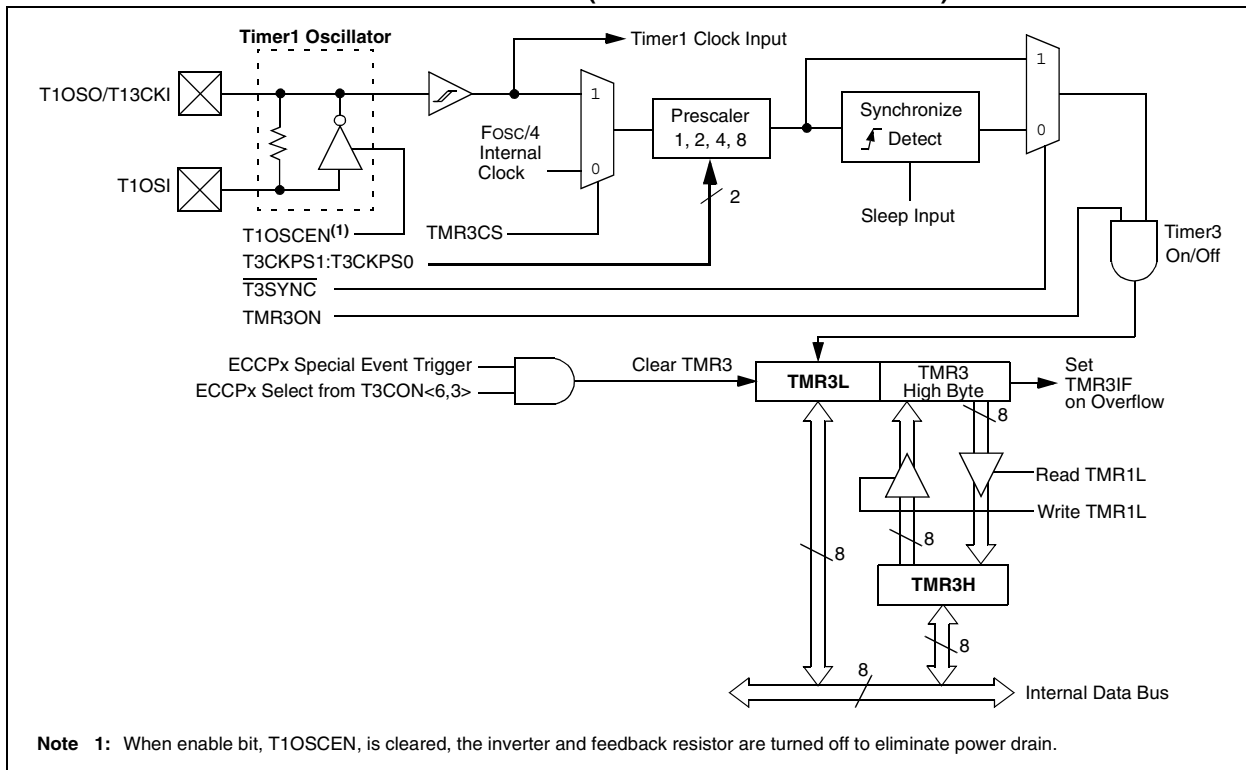 Timer1 Oscillator
Timer1 Clock Input
T1OSO/T13CKI
1
FOSC/4
Internal
Clock
0
Prescaler
1, 2, 4, 8
Synchronize
Detect
1
0
T1OSI
2
Sleep Input
T1OSCEN(1)
TMR3CS
Timer3
On/Off
T3CKPS1:T3CKPS0
T3SYNC
TMR3ON
ECCPx Special Event Trigger
ECCPx Select from T3CON<6,3>
Clear TMR3
TMR3L
TMR3
High Byte
Set
TMR3IF
on Overflow
8
Read TMR1L
Write TMR1L
8
8
TMR3H
8
8
Internal Data Bus
Note 1: When enable bit, T1OSCEN, is cleared, the inverter and feedback resistor are turned off to eliminate power drain.